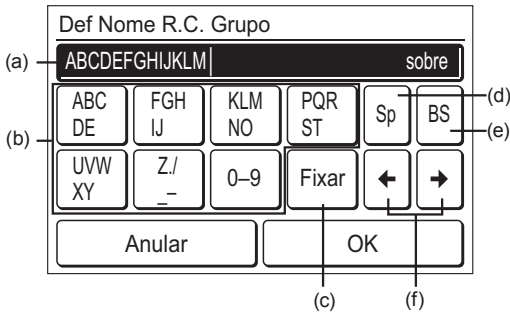 Def Nome R.C. Grupo
(a) ABCDEFGHIJKLM sobre
ABC FGH KLM PQR Sp BS (d)
DE IJ NO ST (e)
(b)
UVW Z./ 0–9 Fixar ← →
XY _–
Anular OK
(c) (f)